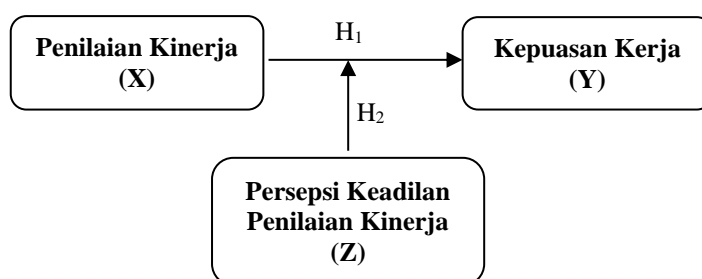 Penilaian Kinerja
(X)
H1
Kepuasan Kerja
(Y)
H2
Persepsi Keadilan
Penilaian Kinerja
(Z)